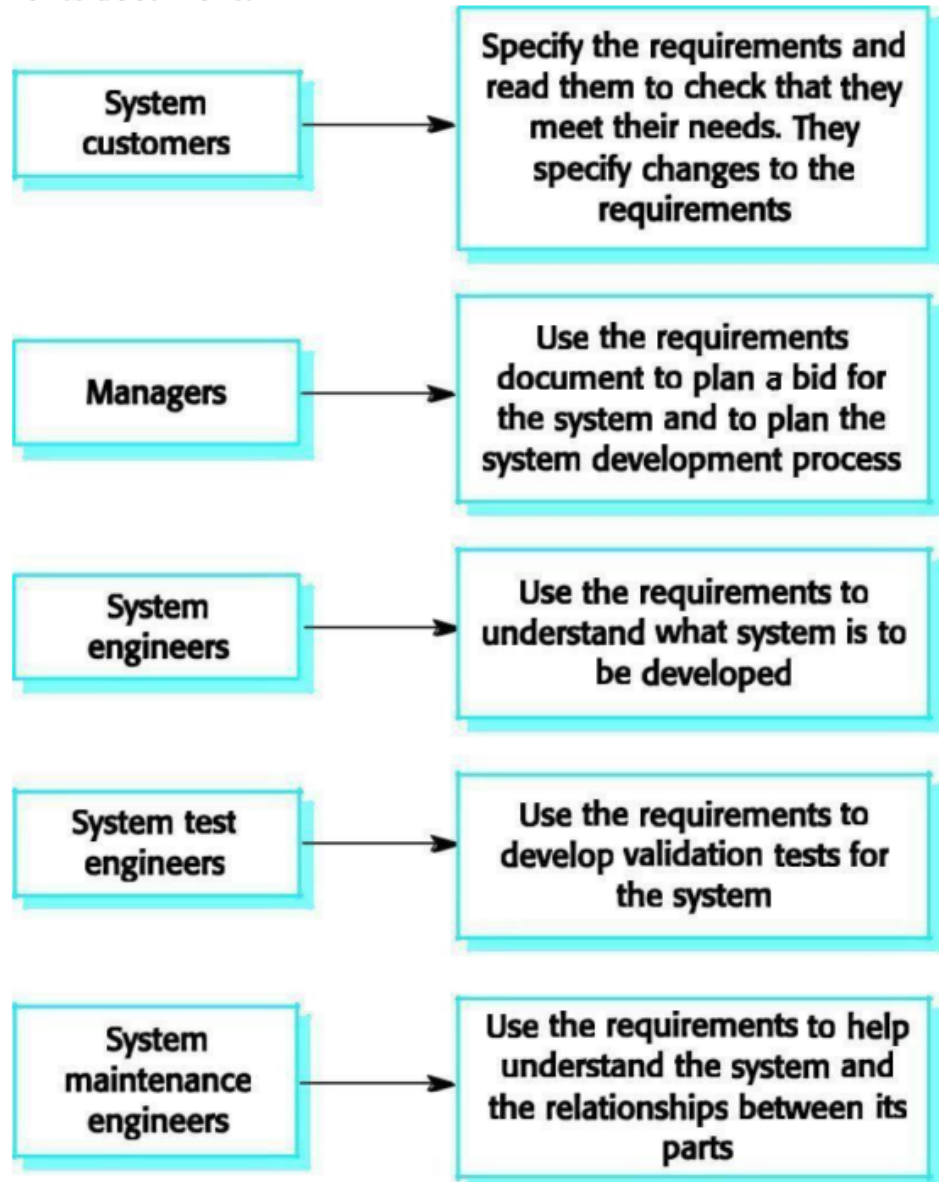 System
customers
Specify the requirements and
read them to check that they
meet their needs. They
specify changes to the
requirements
Managers
Use the requirements
document to plan a bid for
the system and to plan the
system development process
System
engineers
Use the requirements to
understand what system is to
be developed
System test
engineers
Use the requirements to
develop validation tests for
the system
System
maintenance
engineers
Use the requirements to help
understand the system and
the relationships between its
parts